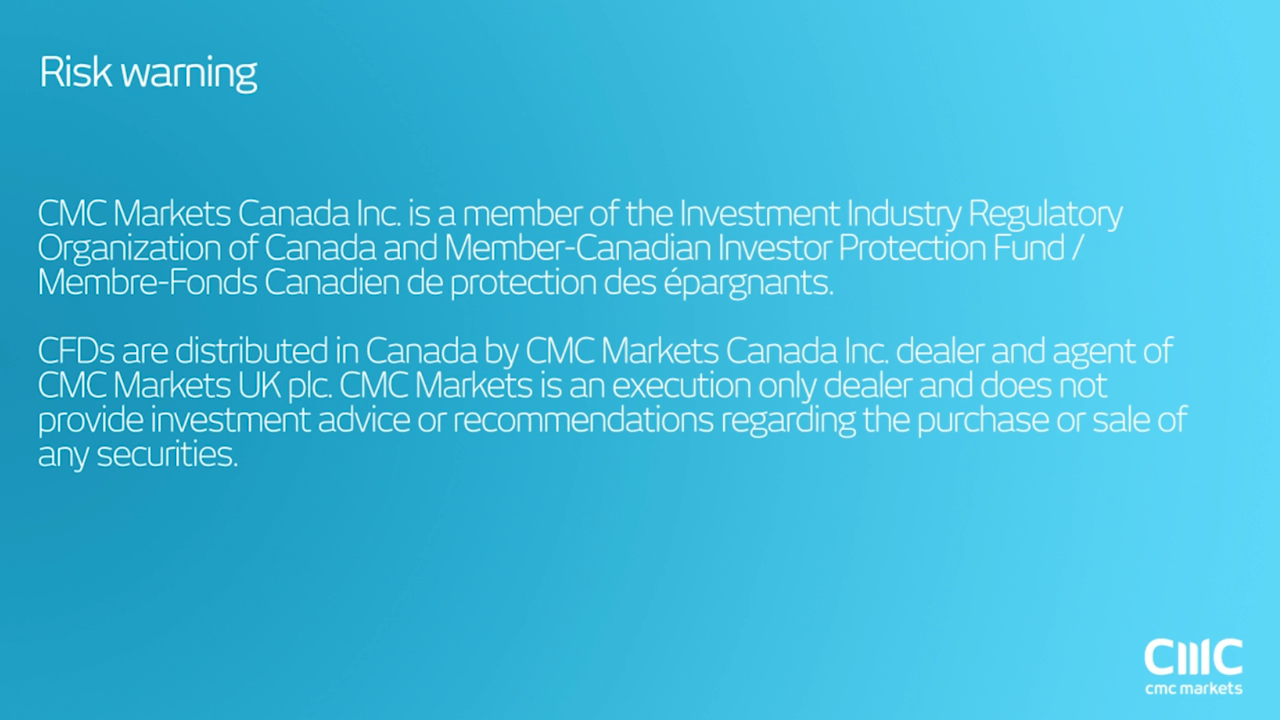 Risk warning
CMC Markets Canada Inc. is a member of the Investment Industry Regulatory
Organization of Canada and Member-Canadian Investor Protection Fund /
Membre-Fonds Canadien de protection des épargnants.
CFDs are distributed in Canada by CMC Markets Canada Inc. dealer and agent of
CMC Markets UK plc. CMC Markets is an execution only dealer and does not
provide investment advice or recommendations regarding the purchase or sale of
any securities.
CMC
cmc markets